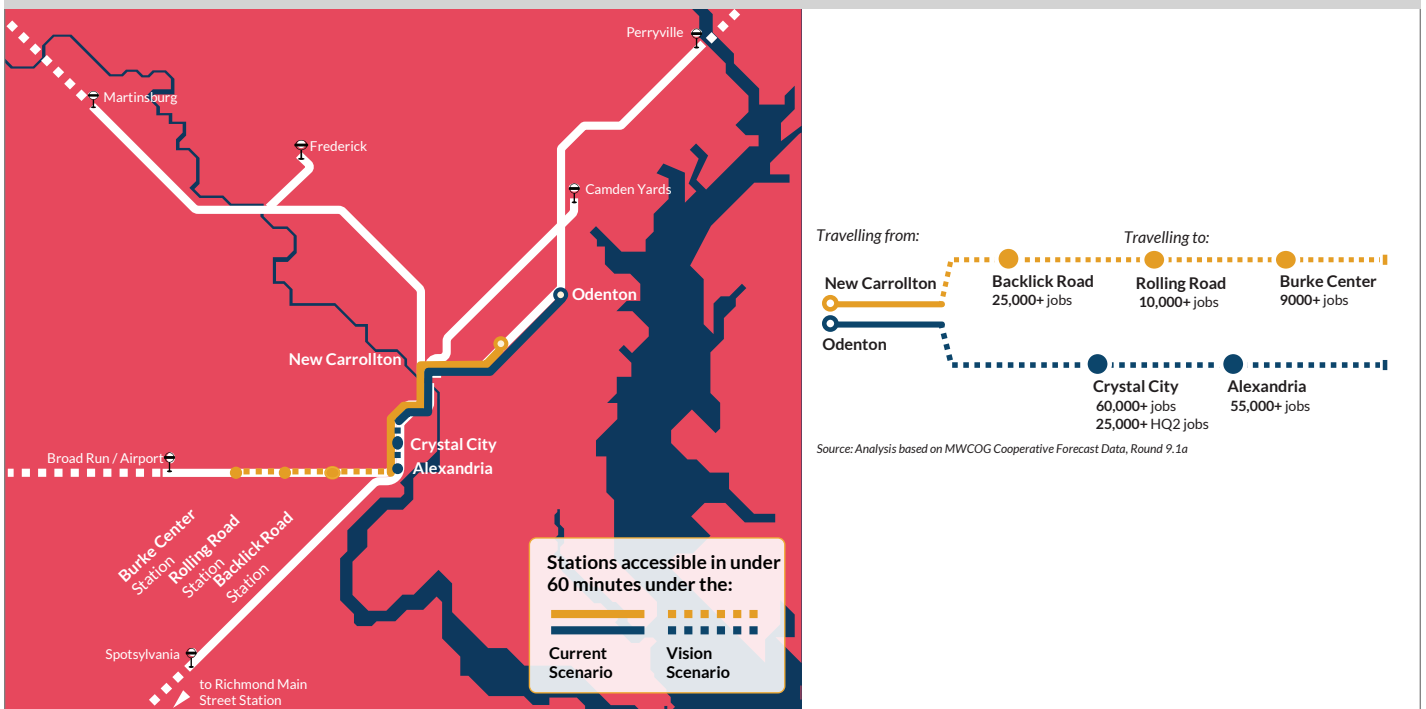 Perryville
Martinsburg
Frederick
Camden Yards
Odenton
New Carrollton
Crystal City
Broad Run / Airport
Alexandria
Burke Center
Station
Rolling Road
Station
Backlick Road
Station
Spotsylvania
to Richmond Main
Street Station
Stations accessible in under
60 minutes under the:
Current
Scenario
Vision
Scenario
Travelling from:
Travelling to:
New Carrollton
Odenton
Backlick Road
25,000+ jobs
Rolling Road
10,000+ jobs
Burke Center
9000+ jobs
Crystal City
60,000+ jobs
25,000+ HQ2 jobs
Alexandria
55,000+ jobs
Source: Analysis based on MWCOG Cooperative Forecast Data, Round 9.1a